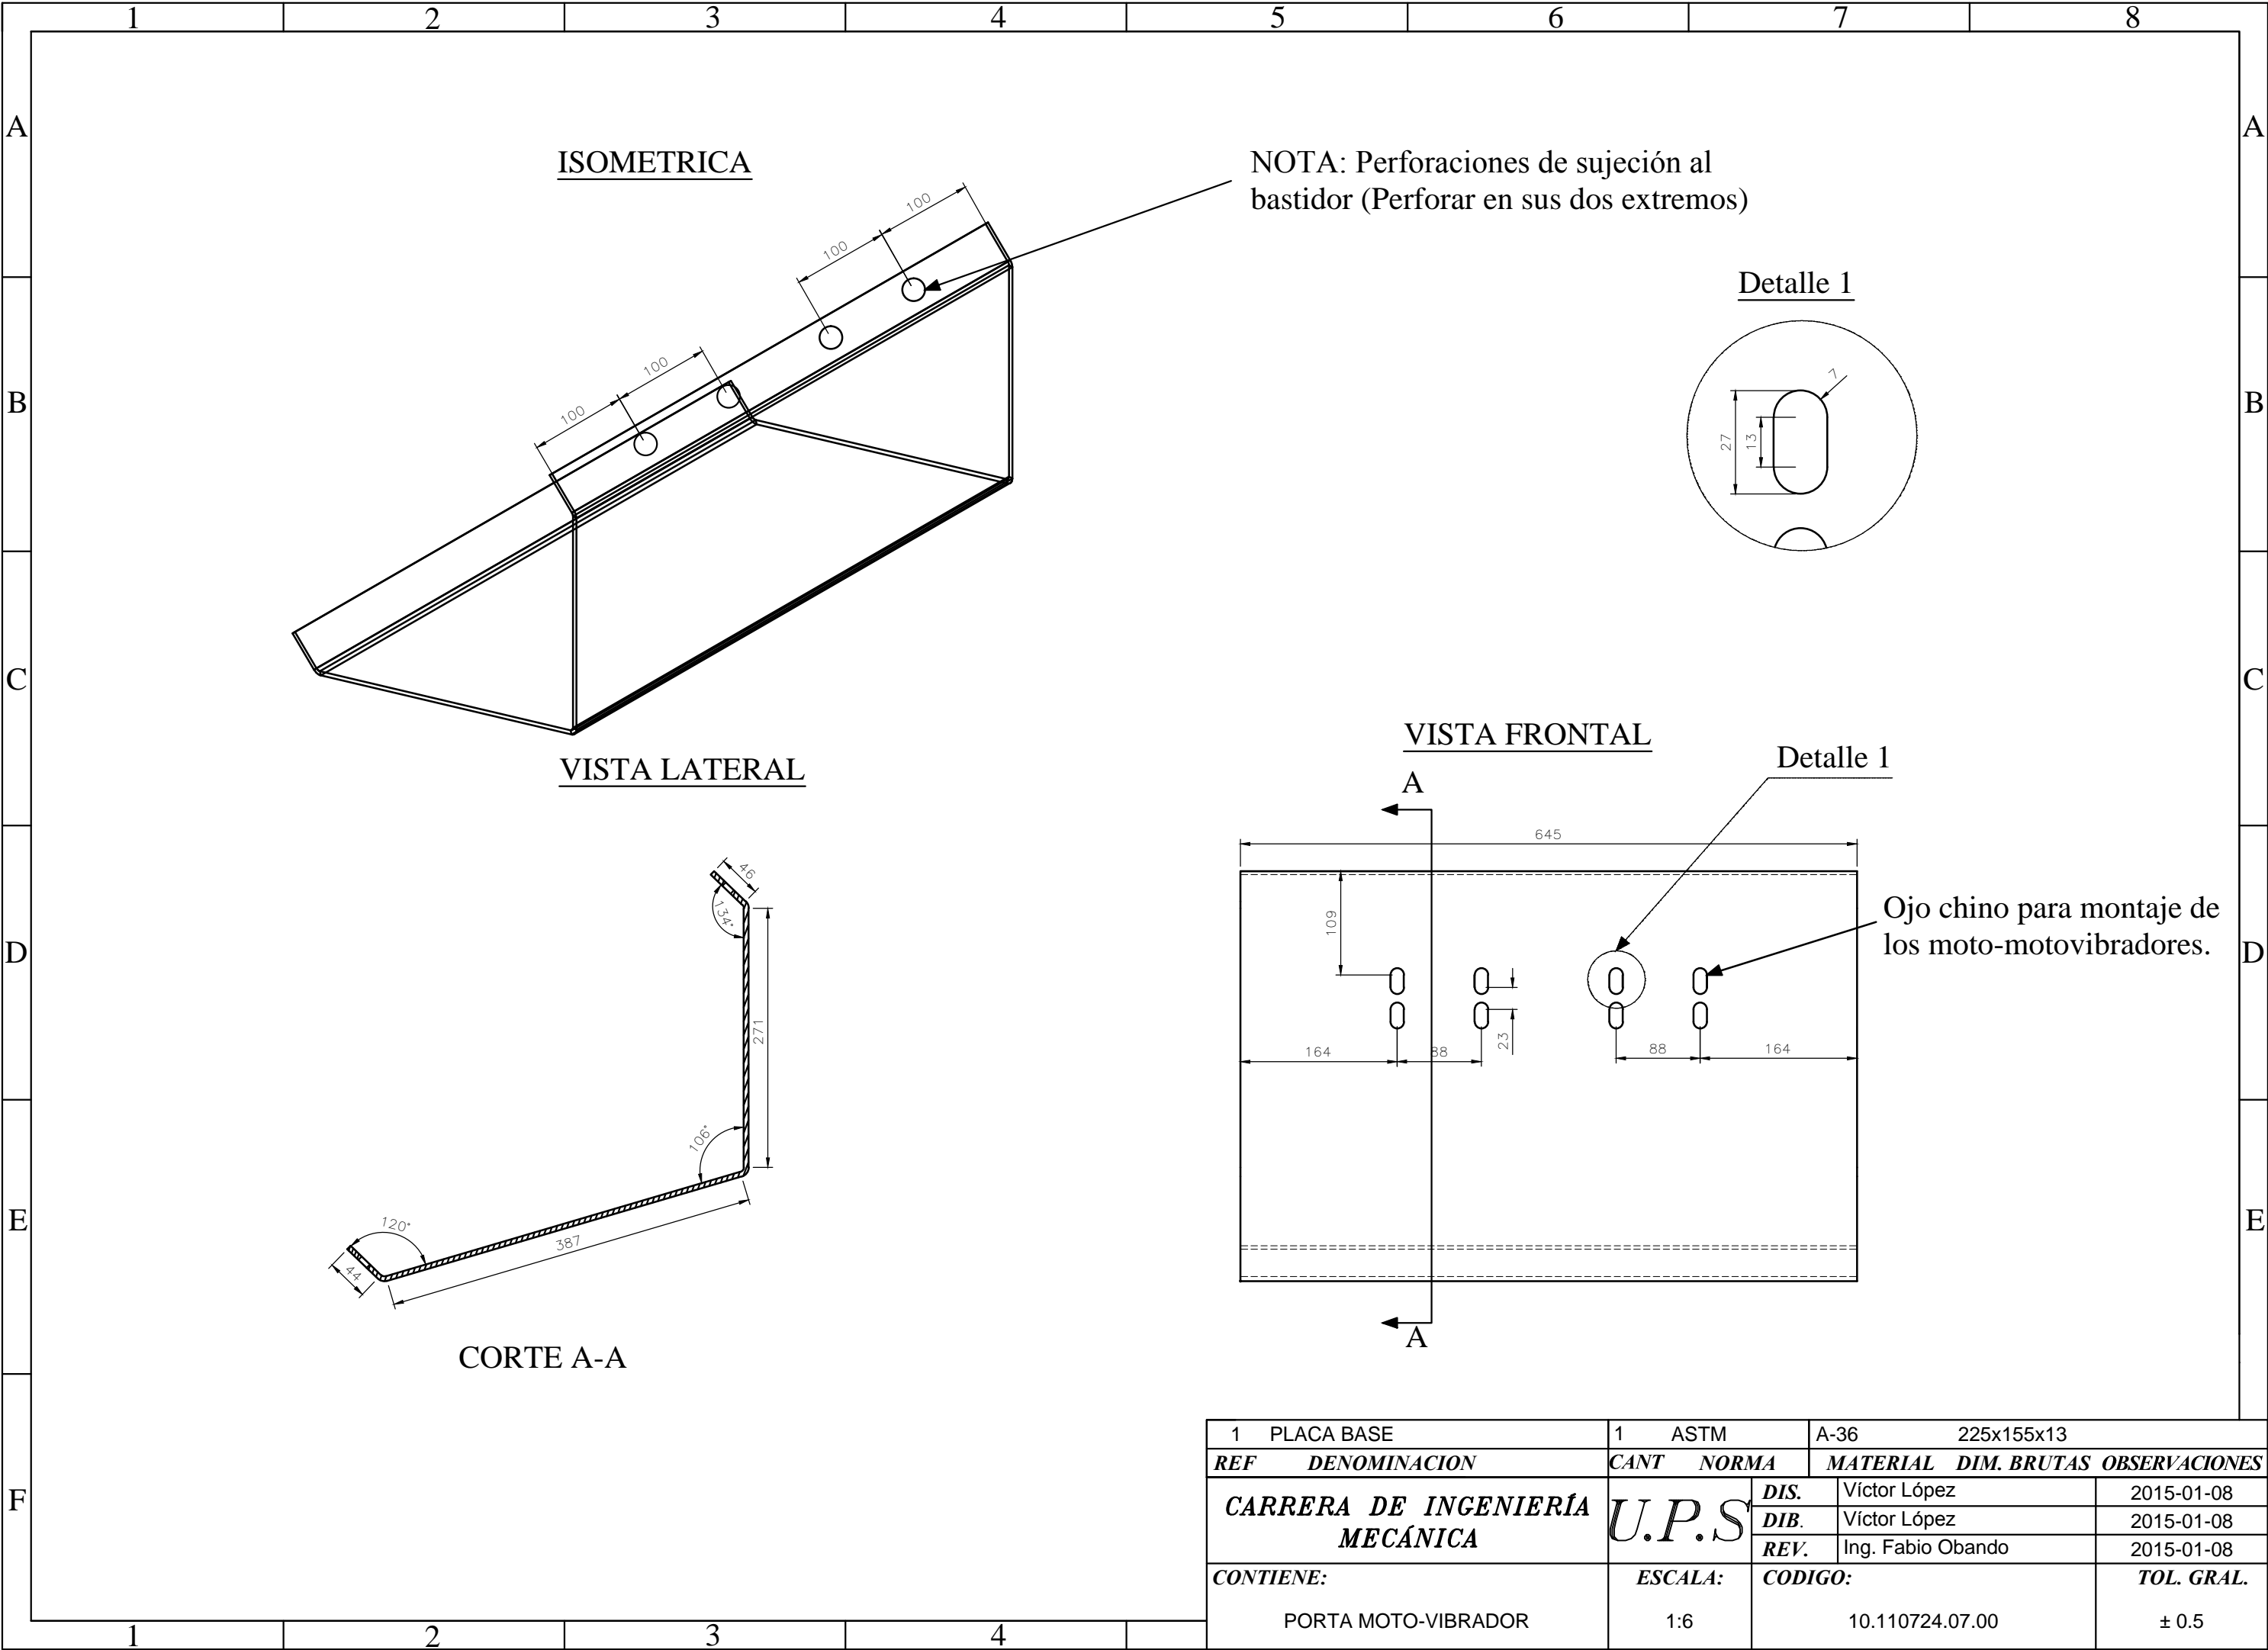 1 2 3 4 5 6 7 8
A
A
ISOMETRICA
NOTA: Perforaciones de sujeción al
bastidor (Perforar en sus dos extremos)
100
100
100
100
Detalle 1
7
27
13
B
B
C
C
VISTA LATERAL
46
134°
271
106°
120°
387
44
CORTE A-A
VISTA FRONTAL
Detalle 1
A
645
109
Ojo chino para montaje de
los moto-motovibradores.
23
164
88
88
164
A
D
D
E
E
F
1 PLACA BASE 1 ASTM A-36 225x155x13
REF DENOMINACION CANT NORMA MATERIAL DIM. BRUTAS OBSERVACIONES
CARRERA DE INGENIERÍA
MECÁNICA
U.P.S
DIS. Víctor López 2015-01-08
DIB. Víctor López 2015-01-08
REV. Ing. Fabio Obando 2015-01-08
CONTIENE: ESCALA: CODIGO: TOL. GRAL.
PORTA MOTO-VIBRADOR 1:6 10.110724.07.00 ± 0.5
1 2 3 4